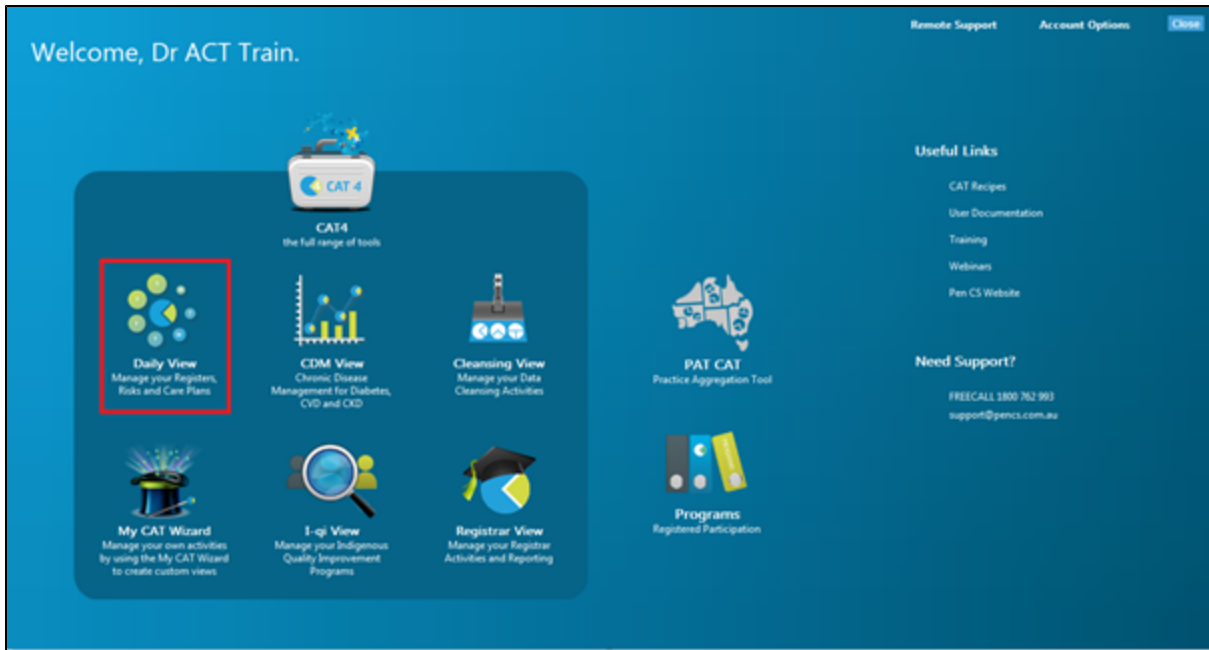 Remote Support
Account Options
Close
Welcome, Dr ACT Train.
CAT 4
CAT4
the full range of tools
Daily View
Manage your Registers,
Risks and Care Plans
CDM View
Chronic Disease
Management for Diabetes,
CVD and CKD
Cleansing View
Manage your Data
Cleansing Activities
My CAT Wizard
Manage your own activities
by using the My CAT Wizard
to create custom views
I-qi View
Manage your Indigenous
Quality Improvement
Programs
Registrar View
Manage your Registrar
Activities and Reporting
PAT CAT
Practice Aggregation Tool
Programs
Registered Participation
Useful Links
CAT Recipes
User Documentation
Training
Webinars
Pen CS Website
Need Support?
FREECALL 1800 762 993
support@pencs.com.au